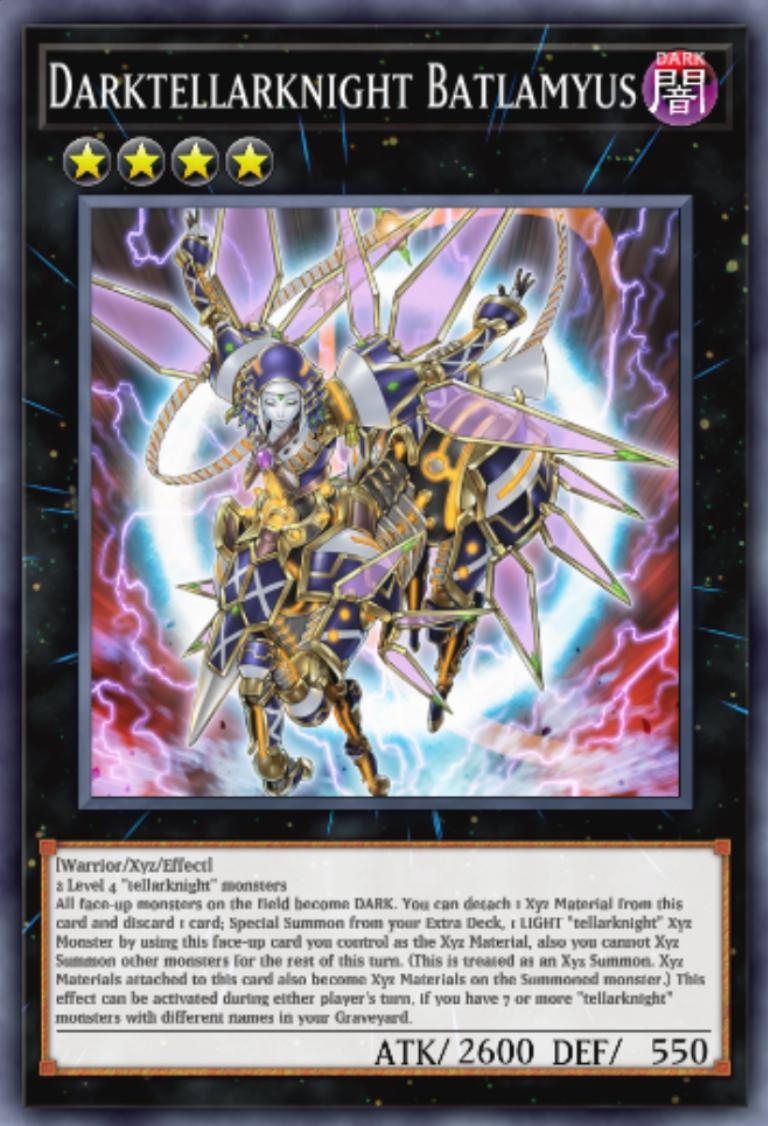 DARKTELLARKNIGHT BATLAMYUS
DARK
闇
[Warrior/Xyz/Effect]
2 Level 4 "tellarknight" monsters
All face-up monsters on the field become DARK. You can detach 1 Xyz Material from this
card and discard 1 card; Special Summon from your Extra Deck, 1 LIGHT "tellarknight" Xyz
Monster by using this face-up card you control as the Xyz Material, also you cannot Xyz
Summon other monsters for the rest of this turn. (This is treated as an Xyz Summon. Xyz
Materials attached to this card also become Xyz Materials on the Summoned monster.) This
effect can be activated during either player's turn, if you have 7 or more "tellarknight"
monsters with different names in your Graveyard.
ATK/ 2600 DEF/ 550